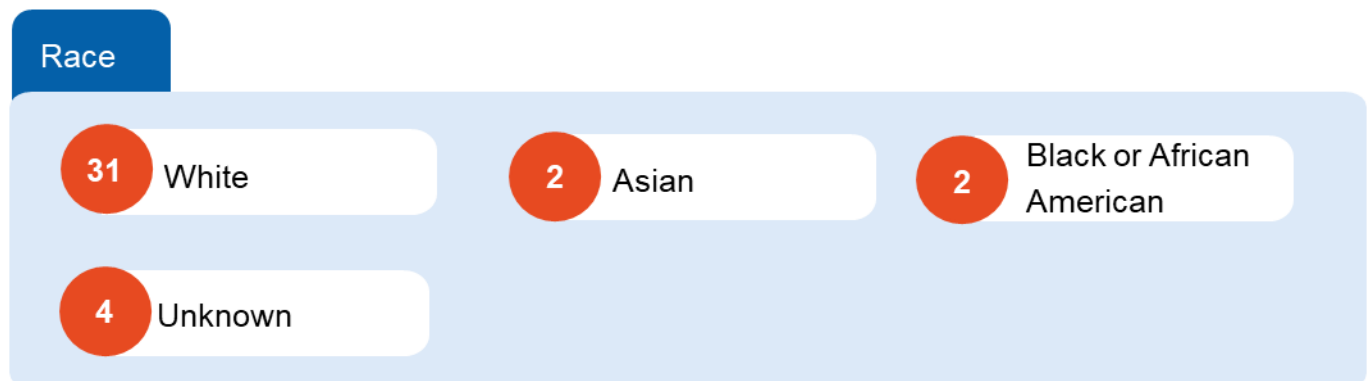 Race
31 White
2 Asian
2 Black or African
American
4 Unknown